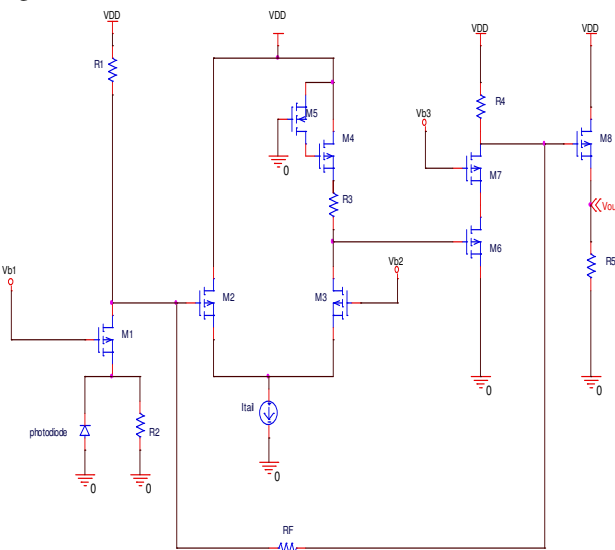 VDD
VDD
VDD
VDD
R1
M5
M4
R4
Vb3
M8
0
M7
R3
Vou
M6
Vb1
Vb2
R5
M2
M3
M1
Itail
photodiode
R2
0
0
0
0
0
RF